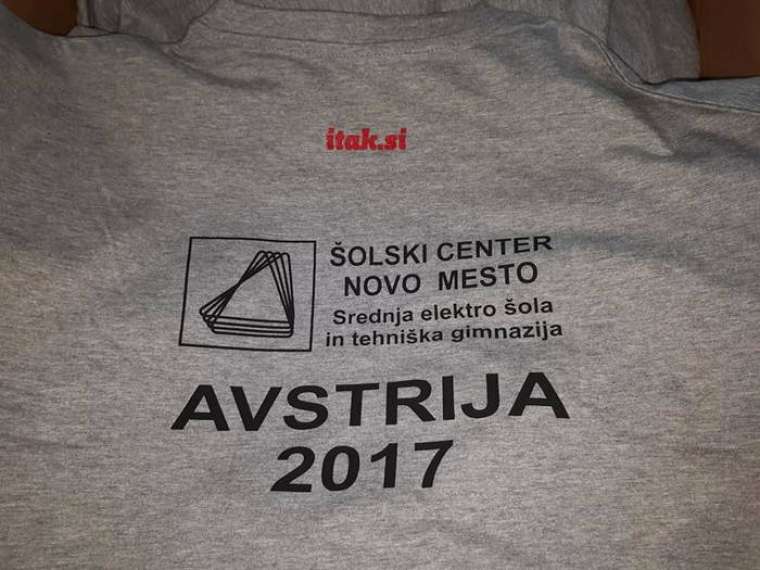 itak.si
ŠOLSKI CENTER
NOVO MESTO
Srednja elektro šola
in tehniška gimnazija
AVSTRIJA
2017